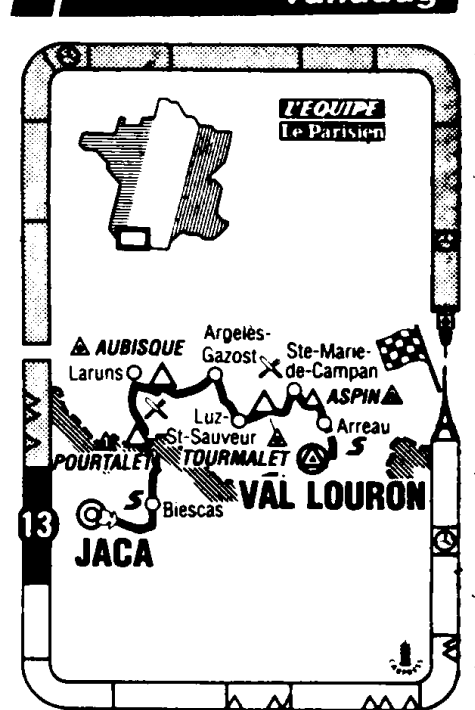 vandaag
L'EQUIPE
Le Parisien
AUBISQUE
Argelès-
Gazost
Ste-Marie-
de-Campan
Laruns
ASPIN
Luz-
St-Sauveur
Arreau
POURTALET
TOURMALET
S
VAL LOURON
S
Biescas
13
JACA